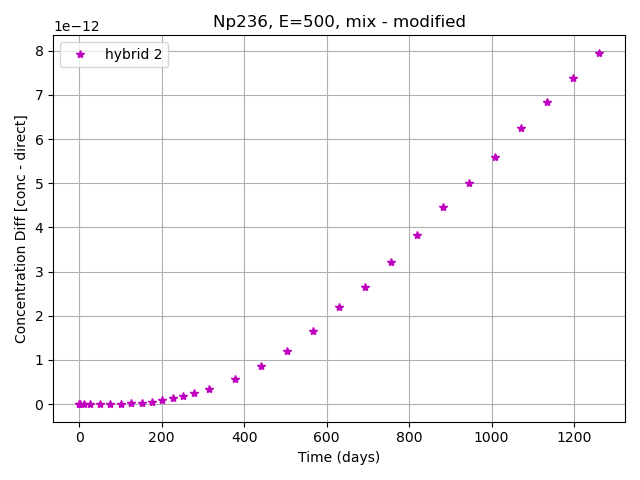 Np236, E=500, mix - modified
1e−12
hybrid 2
8
7
6
5
4
3
2
1
0
Concentration Diff [conc - direct]
0 200 400 600 800 1000 1200
Time (days)